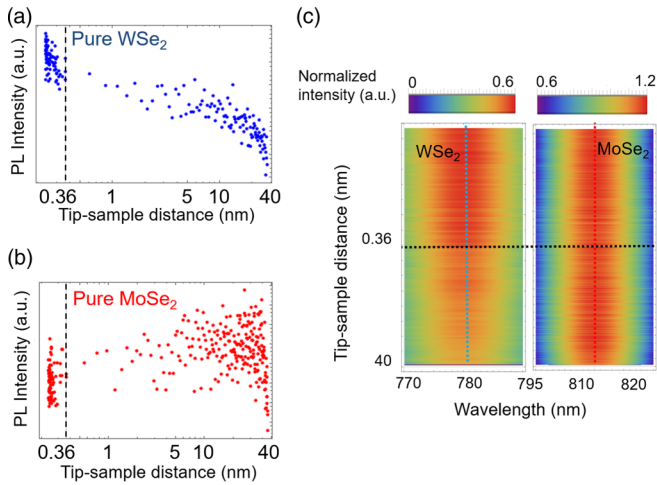 (a)
Pure WSe₂
PL Intensity (a.u.)
0.36 1 5 10 40
Tip-sample distance (nm)
(b)
Pure MoSe₂
PL Intensity (a.u.)
0.36 1 5 10 40
Tip-sample distance (nm)
(c)
Normalized
intensity (a.u.)
0 0.6 0.6 1.2
WSe₂ MoSe₂
Tip-sample distance (nm)
0.36
40
770 780 795 810 820
Wavelength (nm)